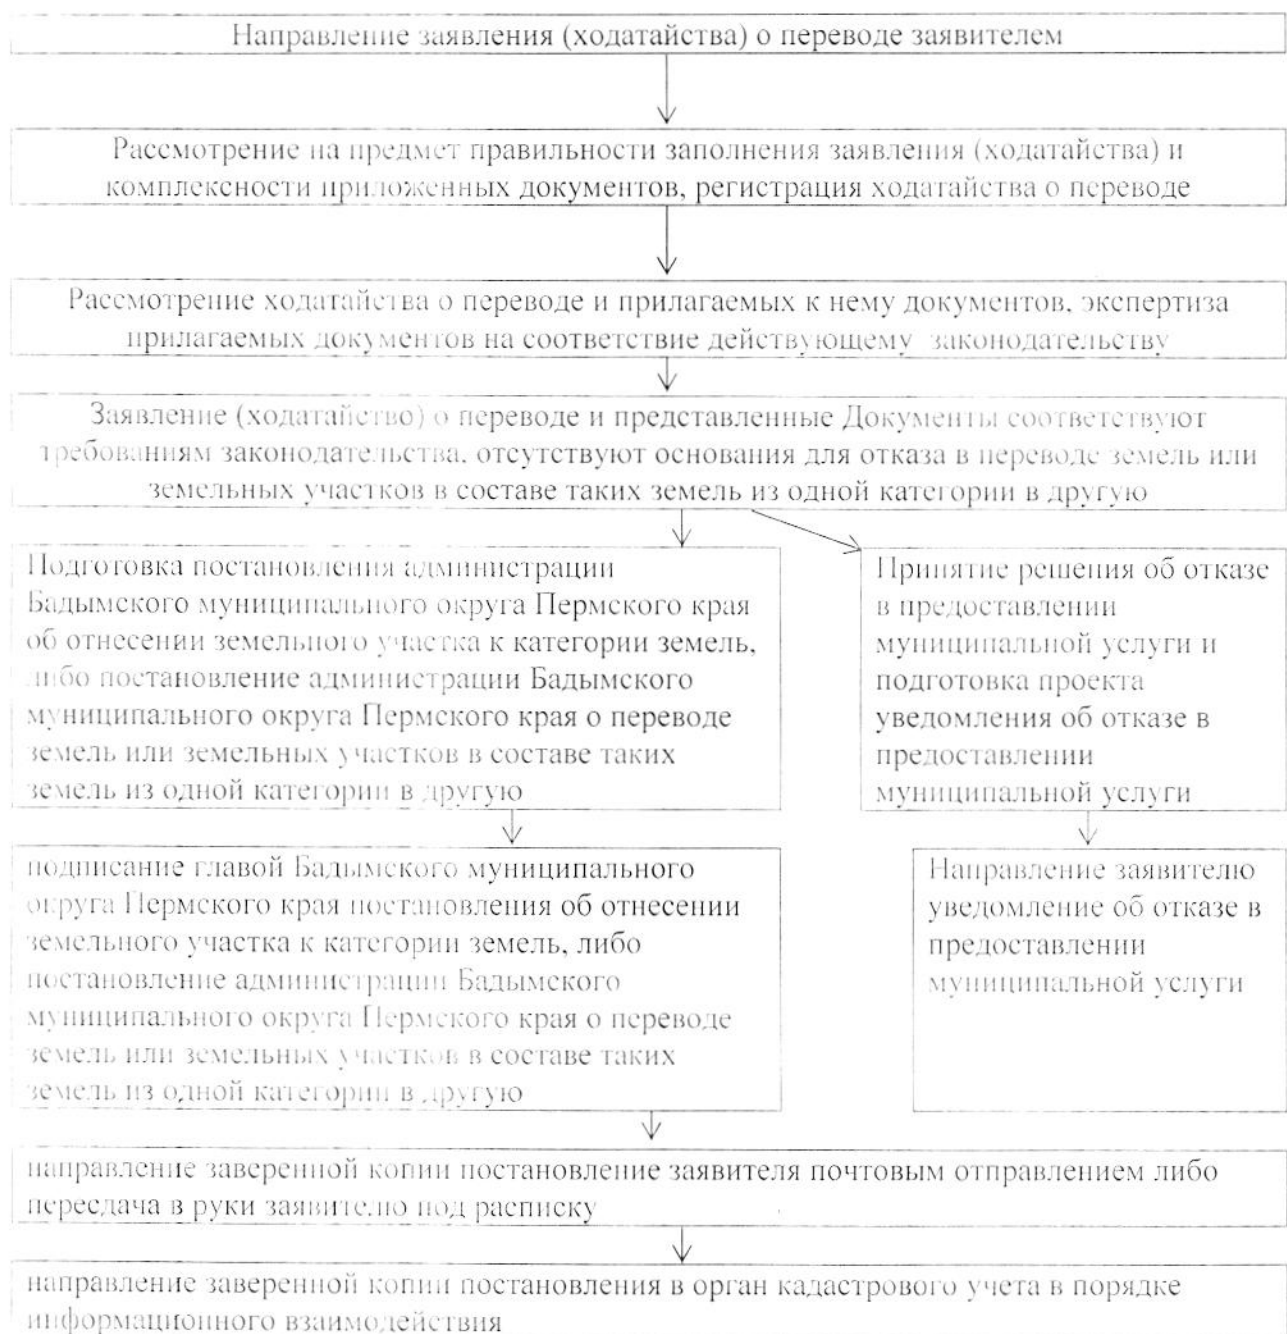 Направление заявления (ходатайства) о переводе заявителем
Рассмотрение на предмет правильности заполнения заявления (ходатайства) и
комплексности приложенных документов, регистрация ходатайства о переводе
Рассмотрение ходатайства о переводе и прилагаемых к нему документов, экспертиза
прилагаемых документов на соответствие действующему законодательству
Заявление (ходатайство) о переводе и представленные Документы соответствуют
требованиям законодательства, отсутствуют основания для отказа в переводе земель или
земельных участков в составе таких земель из одной категории в другую
Подготовка постановления администрации
Бадымского муниципального округа Пермского края
об отнесении земельного участка к категории земель,
либо постановление администрации Бадымского
муниципального округа Пермского края о переводе
земель или земельных участков в составе таких
земель из одной категории в другую
Принятие решения об отказе
в предоставлении
муниципальной услуги и
подготовка проекта
уведомления об отказе в
предоставлении
муниципальной услуги
подписание главой Бадымского муниципального
округа Пермского края постановления об отнесении
земельного участка к категории земель, либо
постановление администрации Бадымского
муниципального округа Пермского края о переводе
земель или земельных участков в составе таких
земель из одной категории в другую
Направление заявителю
уведомление об отказе в
предоставлении
муниципальной услуги
направление заверенной копии постановление заявителя почтовым отправлением либо
пересдача в руки заявителю под расписку
направление заверенной копии постановления в орган кадастрового учета в порядке
информационного взаимодействия